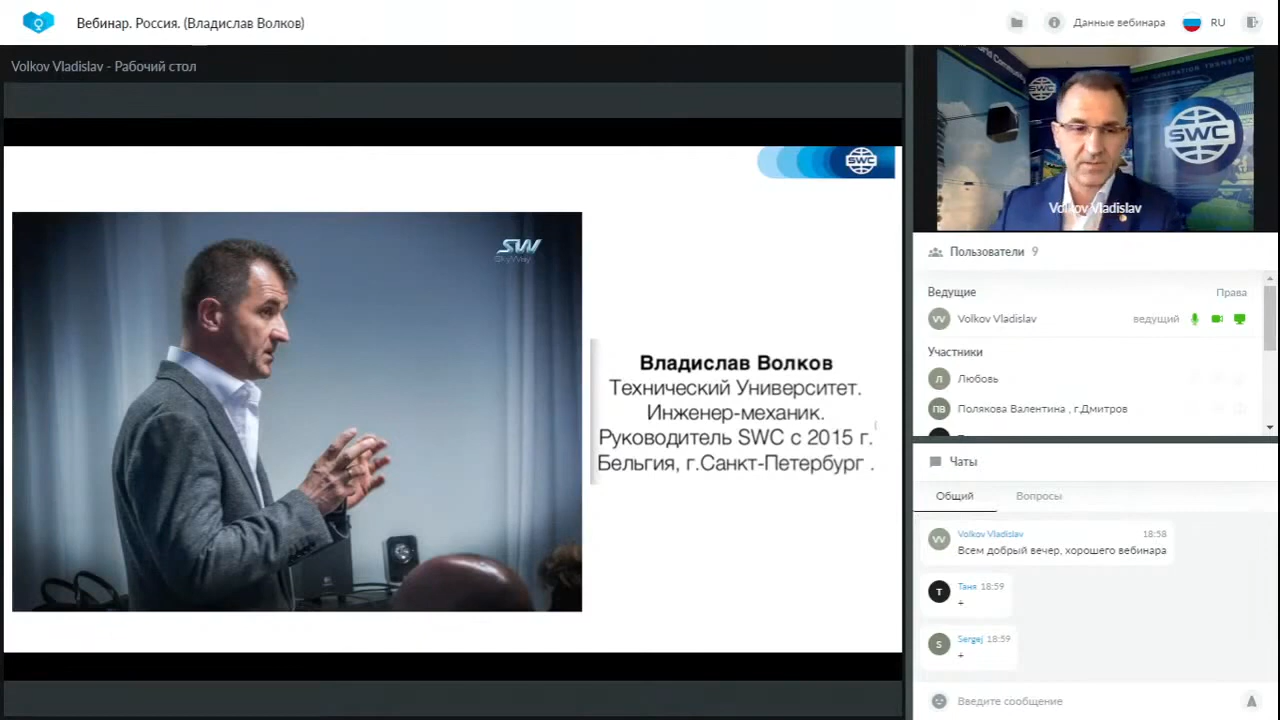 Вебинар. Россия. (Владислав Волков)
Данные вебинара
RU
Volkov Vladislav - Рабочий стол
SWC
SW
SkyWay
Владислав Волков
Технический Университет.
Инженер-механик.
Руководитель SWC с 2015 г.
Бельгия, г.Санкт-Петербург .
SWC
SWC
Volkov Vladislav
Пользователи 9
Ведущие
Права
VV
Volkov Vladislav
ведущий
Участники
Л
Любовь
ПВ
Полякова Валентина , г.Дмитров
Чаты
Общий
Вопросы
VV
Volkov Vladislav 18:58
Всем добрый вечер, хорошего вебинара
Т
Таня 18:59
+
S
Sergej 18:59
+
Введите сообщение